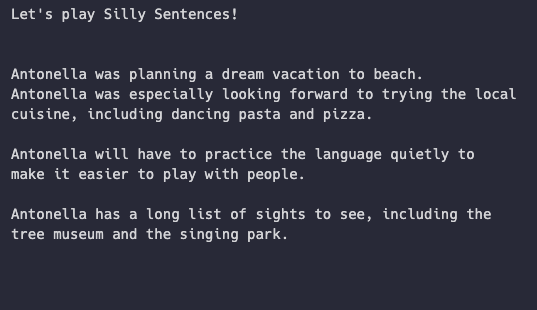 Let's play Silly Sentences!
Antonella was planning a dream vacation to beach.
Antonella was especially looking forward to trying the local
cuisine, including dancing pasta and pizza.
Antonella will have to practice the language quietly to
make it easier to play with people.
Antonella has a long list of sights to see, including the
tree museum and the singing park.